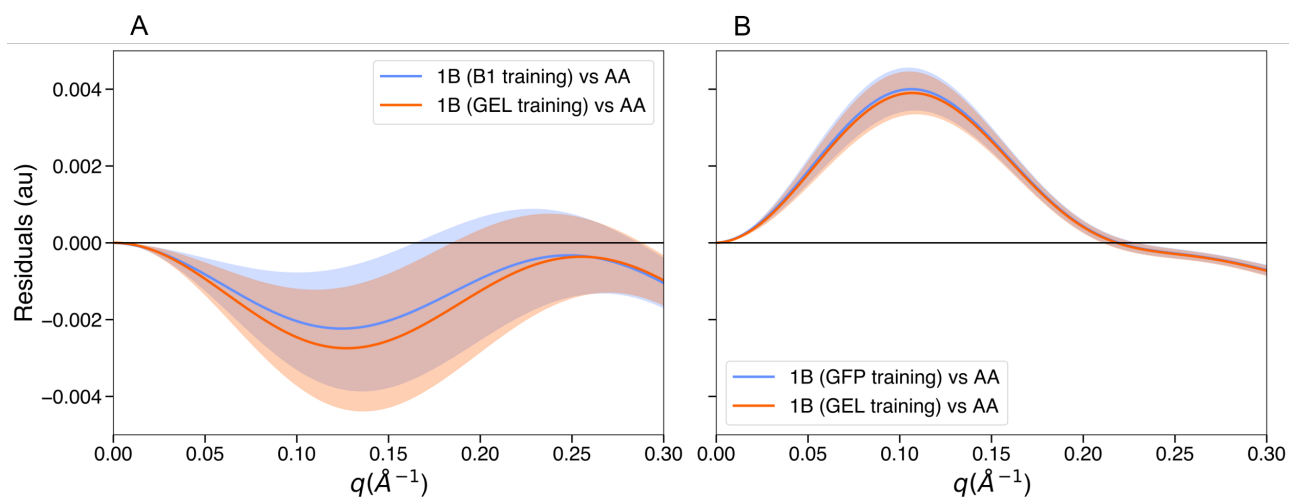 A
B
1B (B1 training) vs AA
1B (GEL training) vs AA
0.004
0.002
0.000
−0.002
−0.004
Residuals (au)
1B (GFP training) vs AA
1B (GEL training) vs AA
0.00 0.05 0.10 0.15 0.20 0.25 0.30
0.00 0.05 0.10 0.15 0.20 0.25 0.30
q(Å⁻¹)
q(Å⁻¹)